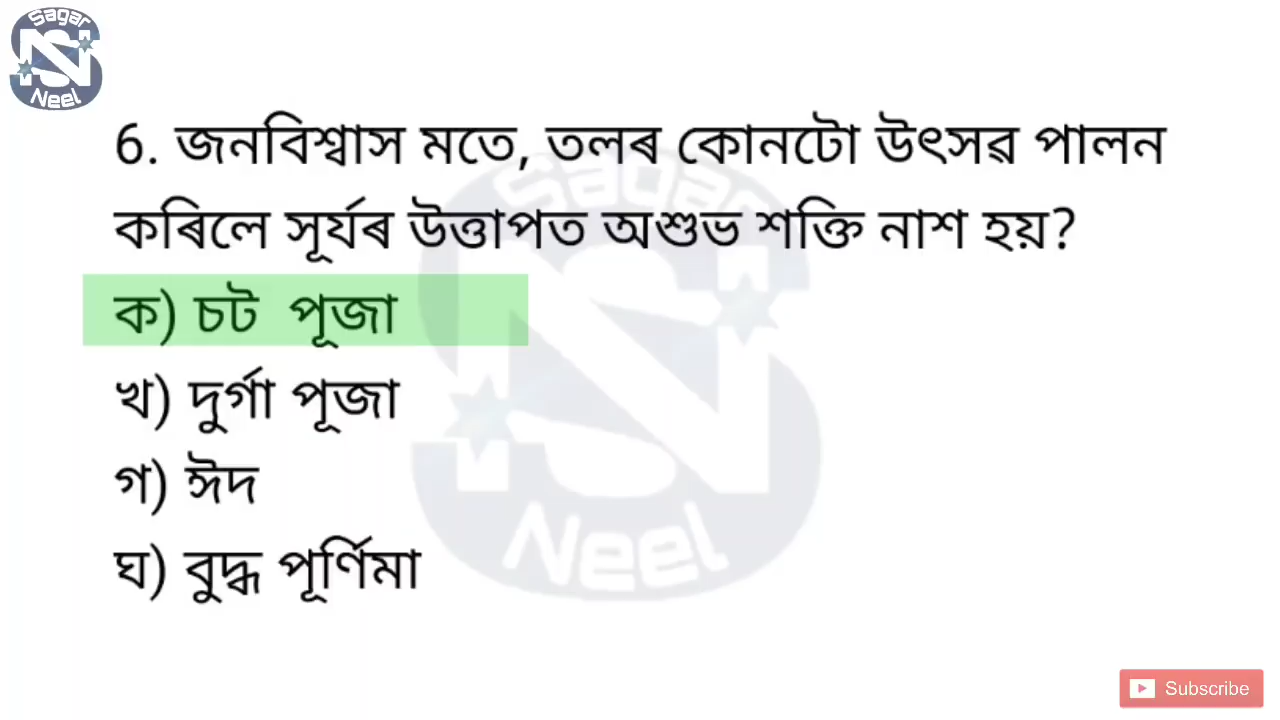 Sagar
Neel
6. জনবিশ্বাস মতে, তলৰ কোনটো উৎসৱ পালন
কৰিলে সূৰ্যৰ উত্তাপত অশুভ শক্তি নাশ হয়?
ক) চট পূজা
খ) দুৰ্গা পূজা
গ) ঈদ
ঘ) বুদ্ধ পূৰ্ণিমা
Sagar
Neel
Subscribe